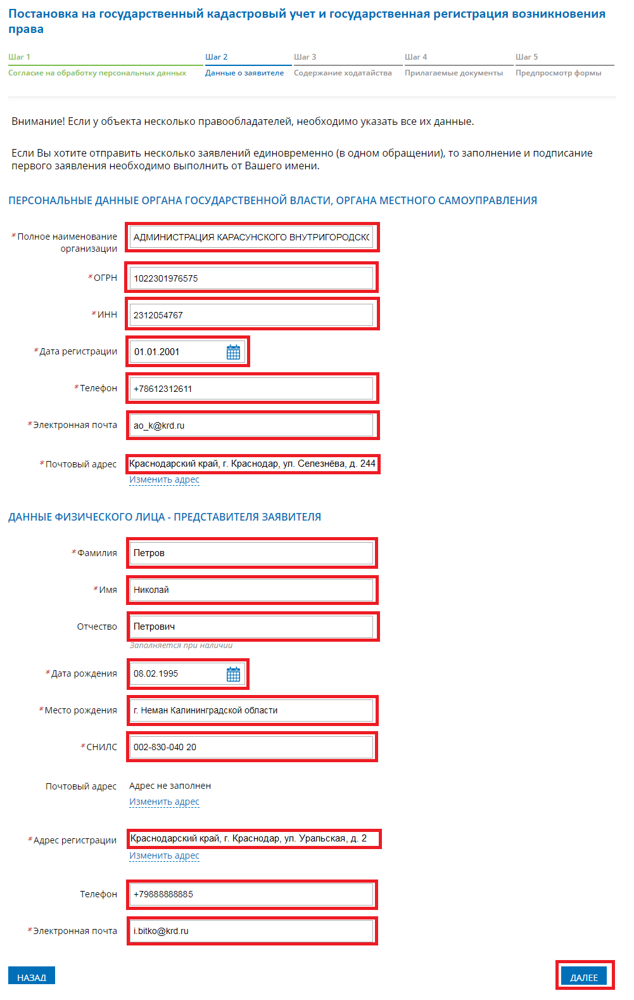 Постановка на государственный кадастровый учет и государственная регистрация возникновения
права
Шаг 1
Шаг 2
Шаг 3
Шаг 4
Шаг 5
Согласие на обработку персональных данных
Данные о заявителе
Содержание ходатайства
Прилагаемые документы
Предпросмотр формы
Внимание! Если у объекта несколько правообладателей, необходимо указать все их данные.
Если Вы хотите отправить несколько заявлений единовременно (в одном обращении), то заполнение и подписание
первого заявления необходимо выполнить от Вашего имени.
ПЕРСОНАЛЬНЫЕ ДАННЫЕ ОРГАНА ГОСУДАРСТВЕННОЙ ВЛАСТИ, ОРГАНА МЕСТНОГО САМОУПРАВЛЕНИЯ
* Полное наименование
организации
АДМИНИСТРАЦИЯ КАРАСУНСКОГО ВНУТРИГОРОДСКО
* ОГРН
1022301976575
* ИНН
2312054767
* Дата регистрации
01.01.2001
* Телефон
+78612312611
* Электронная почта
ao_k@krd.ru
* Почтовый адрес
Краснодарский край, г. Краснодар, ул. Селезнёва, д. 244
Изменить адрес
ДАННЫЕ ФИЗИЧЕСКОГО ЛИЦА - ПРЕДСТАВИТЕЛЯ ЗАЯВИТЕЛЯ
* Фамилия
Петров
* Имя
Николай
Отчество
Петрович
Заполняется при наличии
* Дата рождения
08.02.1995
* Место рождения
г. Неман Калининградской области
* СНИЛС
002-830-040 20
Почтовый адрес
Адрес не заполнен
Изменить адрес
* Адрес регистрации
Краснодарский край, г. Краснодар, ул. Уральская, д. 2
Изменить адрес
Телефон
+79888888885
* Электронная почта
i.bitko@krd.ru
НАЗАД
ДАЛЕЕ